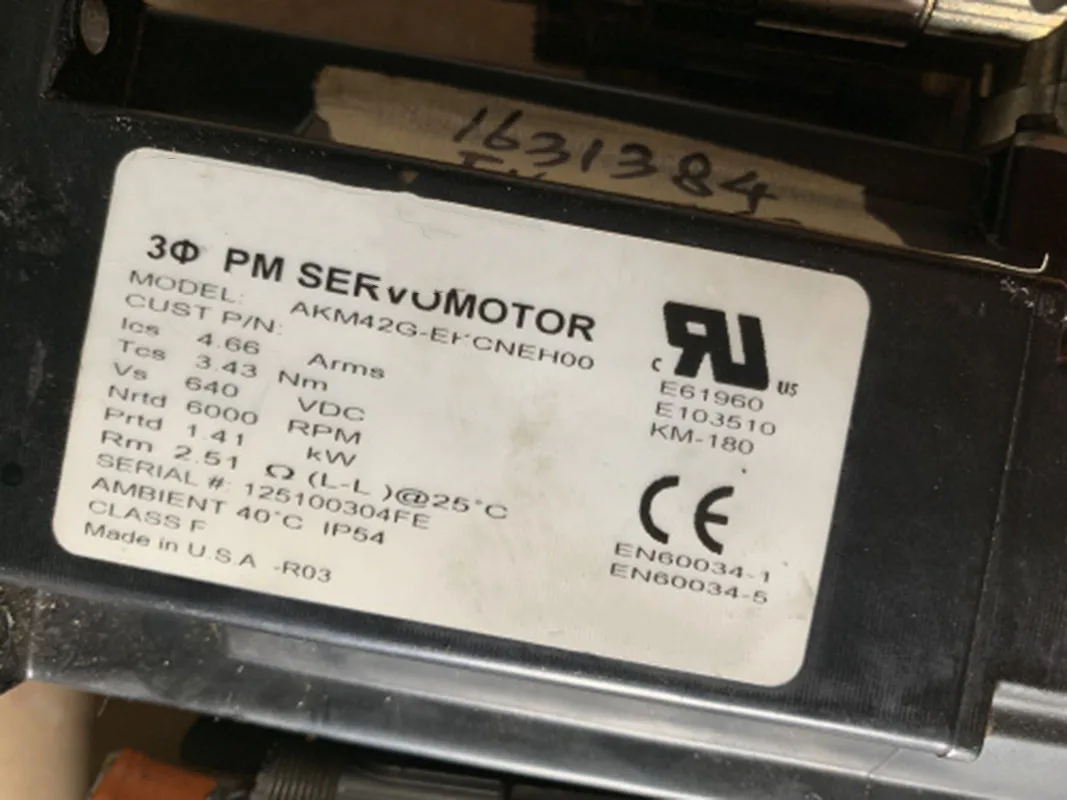 1631384
3Φ PM SERVOMOTOR
MODEL:
CUST P/N:
Ics 4.66 Arms
Tcs 3.43 Nm
Vs 640 VDC
Nrtd 6000 RPM
Prtd 1.41 kW
Rm 2.51 Ω (L-L )@25°C
SERIAL #: 125100304FE
AMBIENT 40°C IP54
CLASS F
Made in U.S.A -R03
c RU US
E61960
E103510
KM-180
CE
EN60034-1
EN60034-5